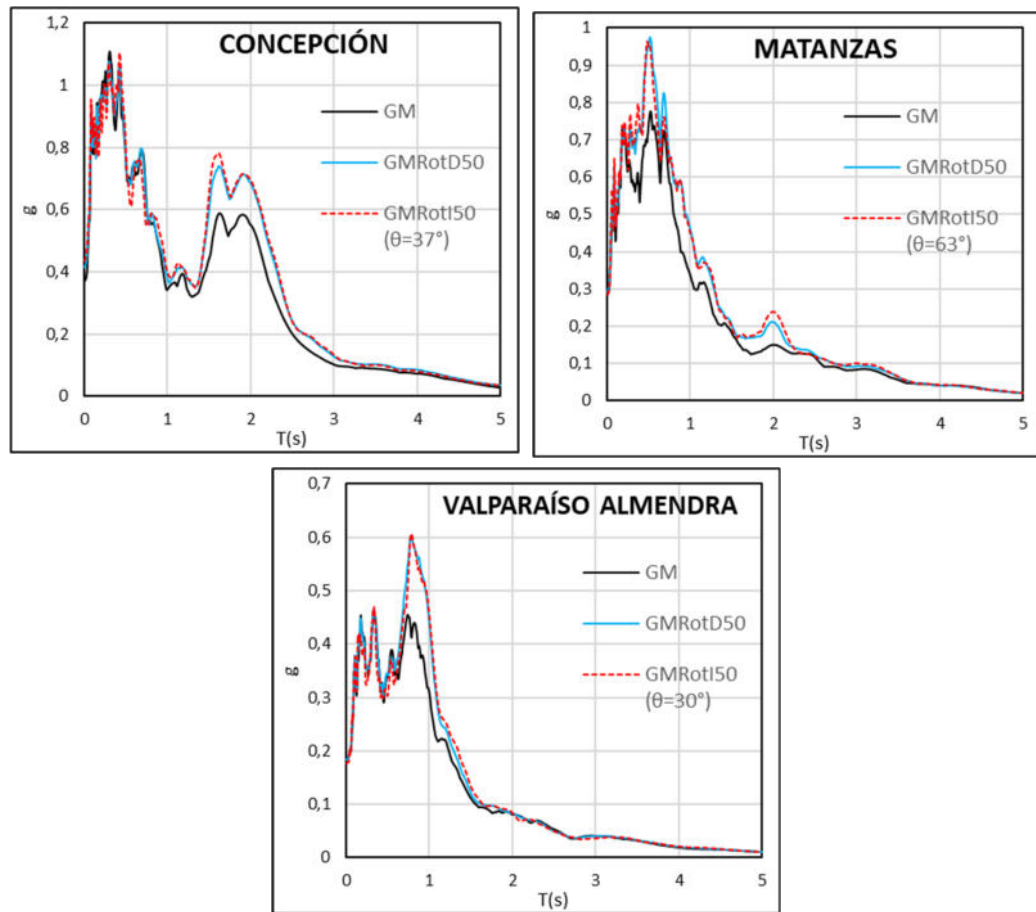 CONCEPCIÓN
1,2
1
0,8
0,6
0,4
0,2
0
g
GM
GMRotD50
GMRotI50
(θ=37°)
0 1 2 3 4 5
T(s)
MATANZAS
1
0,9
0,8
0,7
0,6
0,5
0,4
0,3
0,2
0,1
0
g
GM
GMRotD50
GMRotI50
(θ=63°)
0 1 2 3 4 5
T(s)
VALPARAÍSO ALMENDRA
0,7
0,6
0,5
0,4
0,3
0,2
0,1
0
g
GM
GMRotD50
GMRotI50
(θ=30°)
0 1 2 3 4 5
T(s)